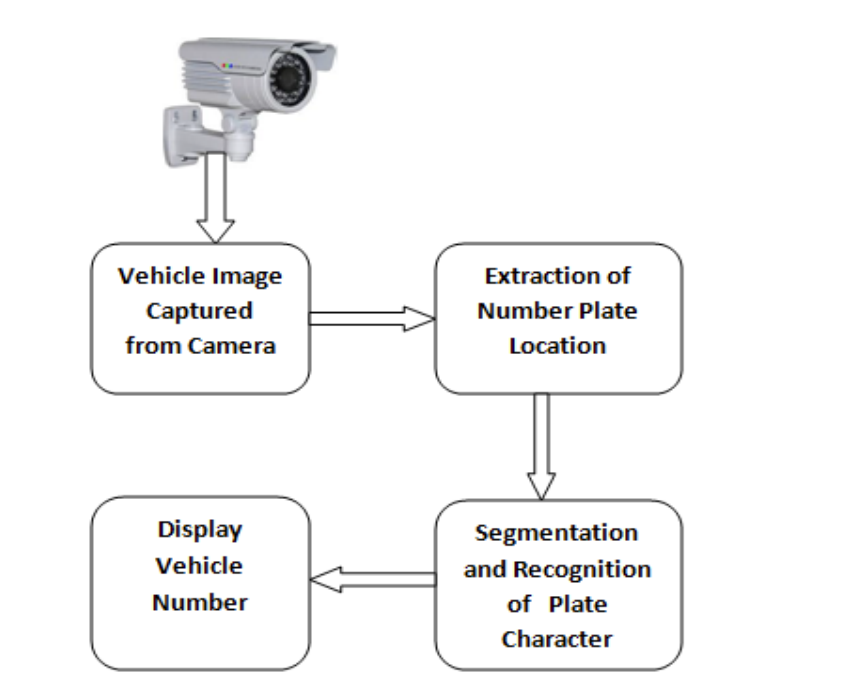 Vehicle Image
Captured
from Camera
Extraction of
Number Plate
Location
Segmentation
and Recognition
of Plate
Character
Display
Vehicle
Number